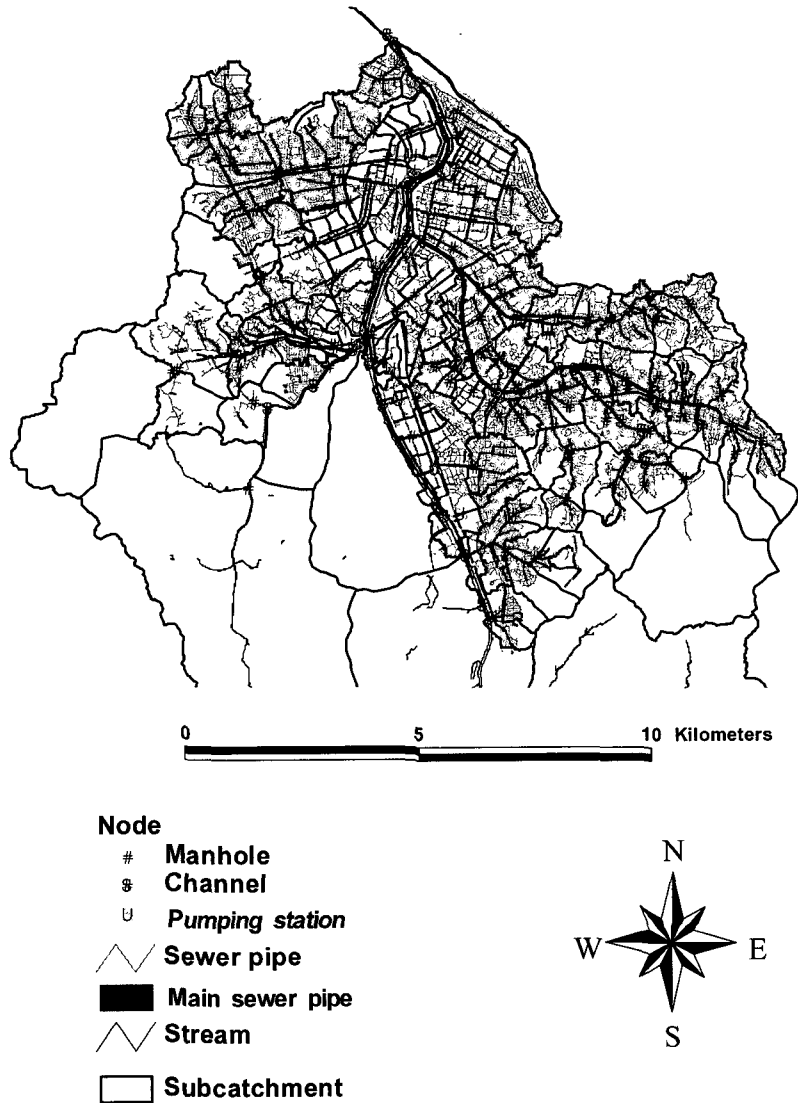 0 5 10 Kilometers
Node
# Manhole
Channel
Pumping station
Sewer pipe
Main sewer pipe
Stream
Subcatchment
N
W E
S